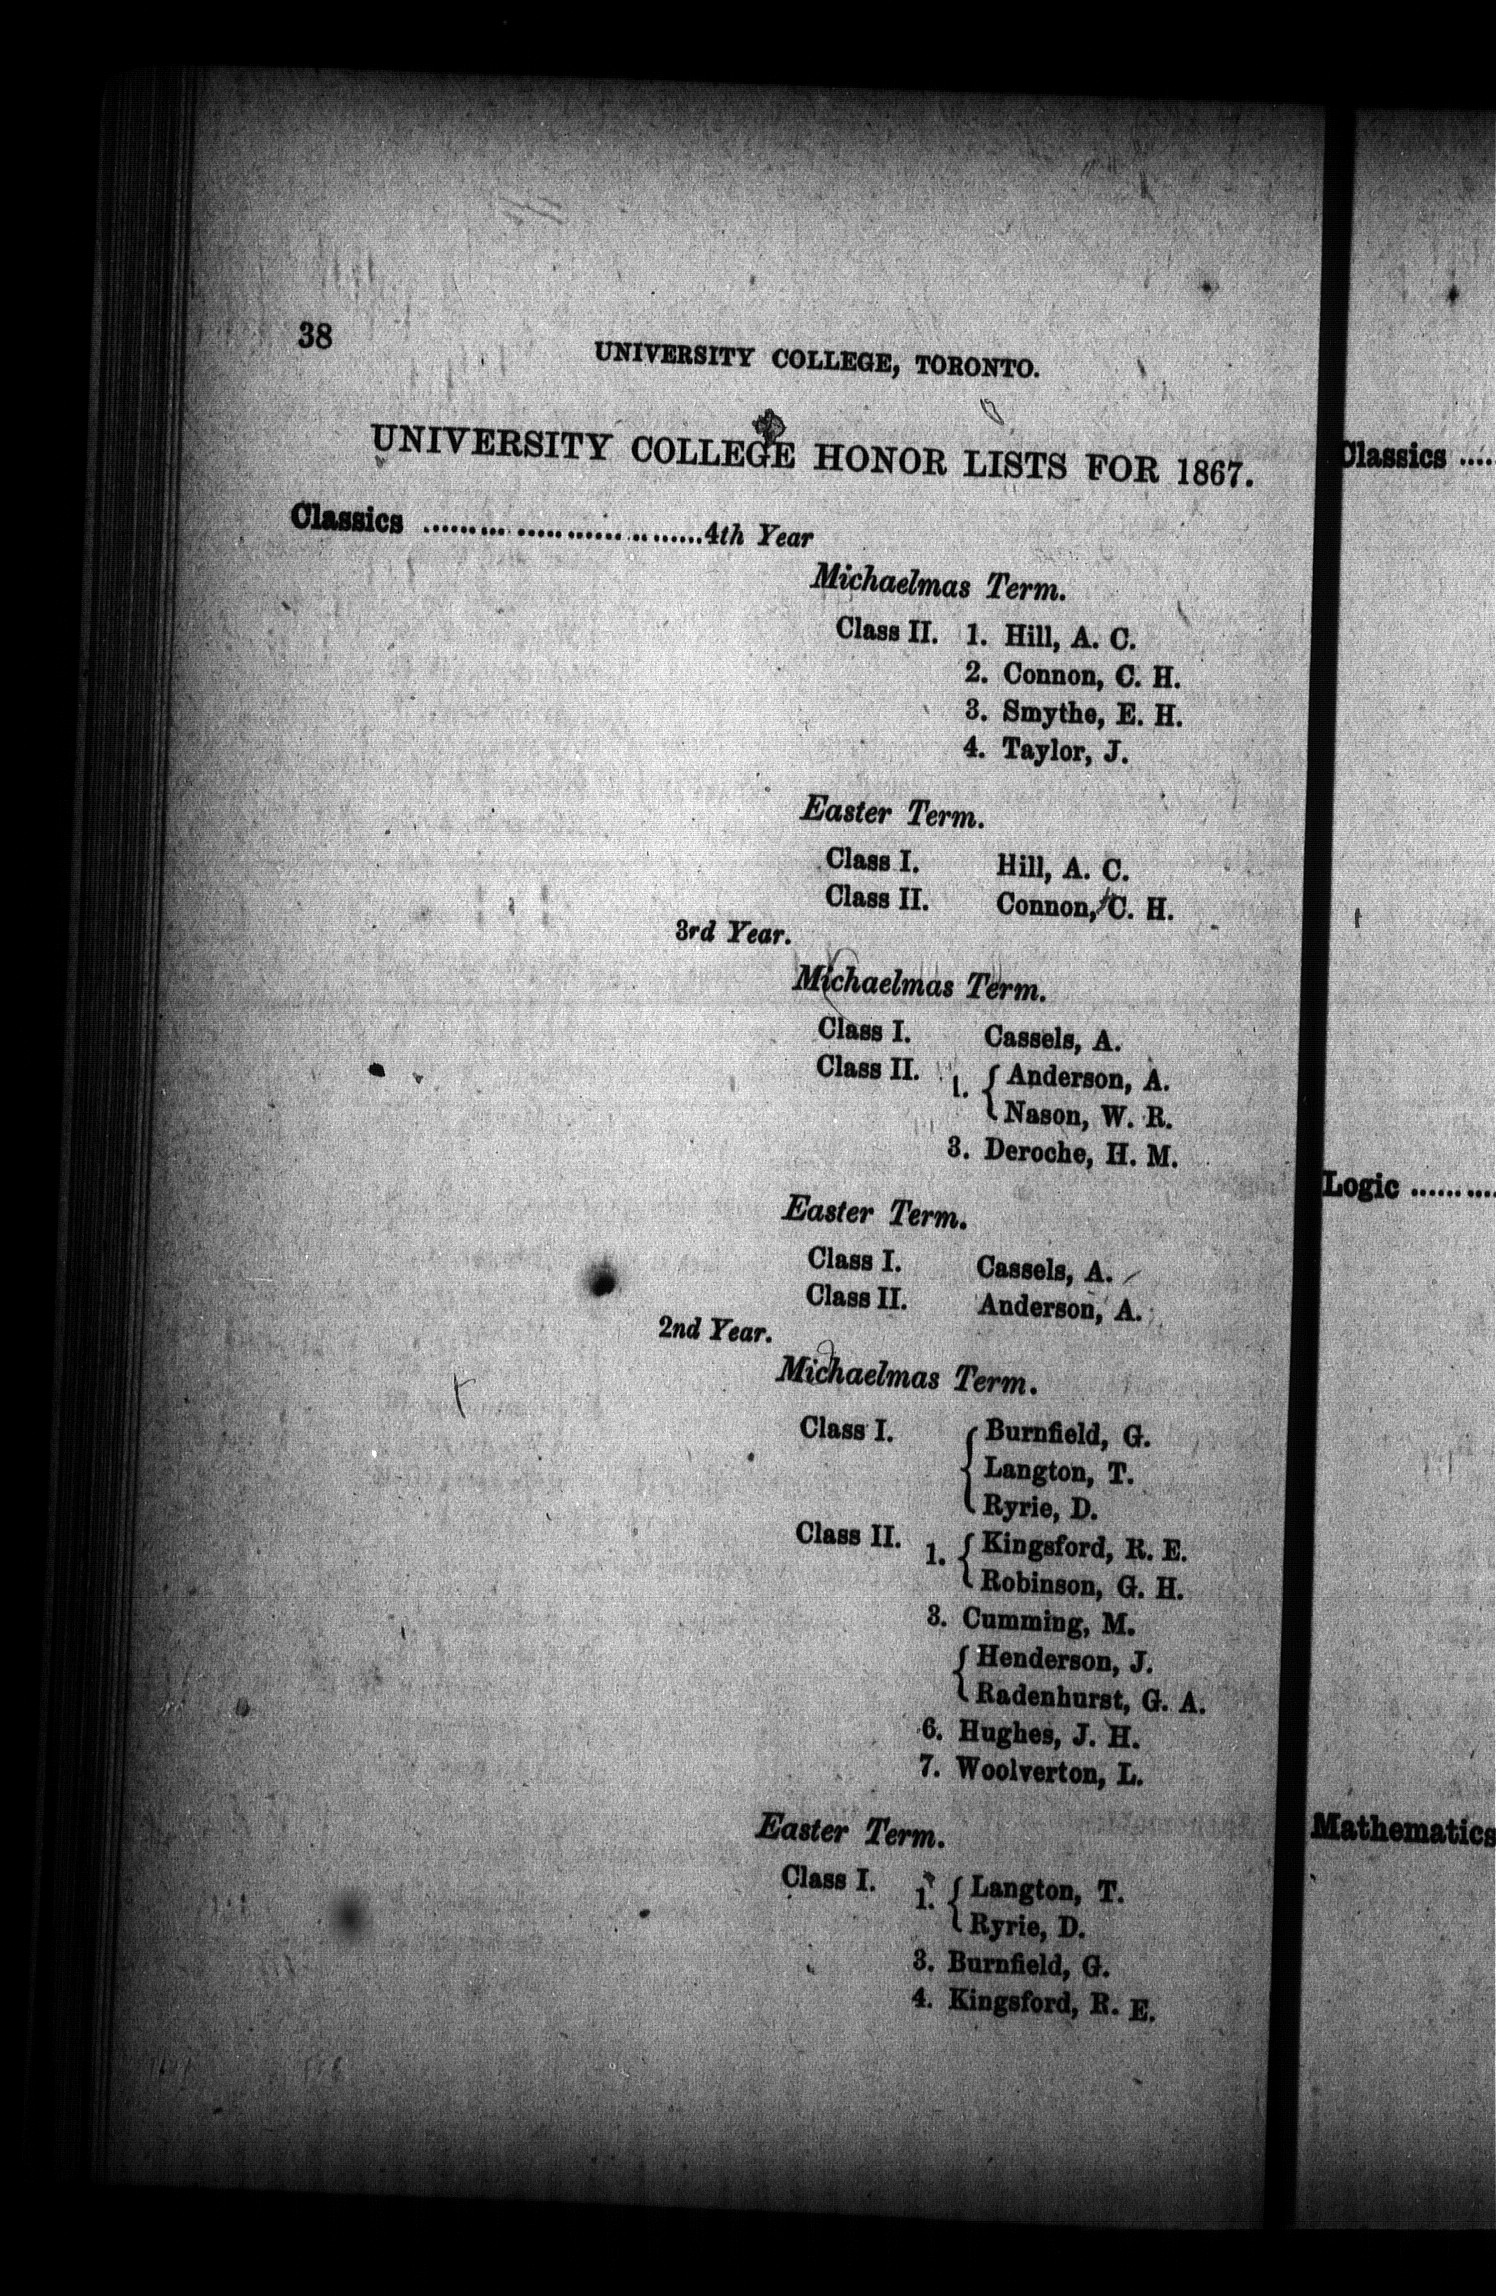 38
UNIVERSITY COLLEGE, TORONTO.
UNIVERSITY COLLEGE HONOR LISTS FOR 1867.
Classics ..............................4th Year
Michaelmas Term.
Class II. 1. Hill, A. C.
2. Connon, C. H.
3. Smythe, E. H.
4. Taylor, J.
Easter Term.
Class I. Hill, A. C.
Class II. Connon, C. H.
3rd Year.
Michaelmas Term.
Class I. Cassels, A.
Class II. 1. { Anderson, A.
Nason, W. R.
3. Deroche, H. M.
Easter Term.
Class I. Cassels, A.
Class II. Anderson, A.
2nd Year.
Michaelmas Term.
Class I. { Burnfield, G.
Langton, T.
Ryrie, D.
Class II. 1. { Kingsford, R. E.
Robinson, G. H.
3. Cumming, M.
{ Henderson, J.
Radenhurst, G. A.
6. Hughes, J. H.
7. Woolverton, L.
Easter Term.
Class I. 1. { Langton, T.
Ryrie, D.
3. Burnfield, G.
4. Kingsford, R. E.
Classics ....
Logic .........
Mathematics